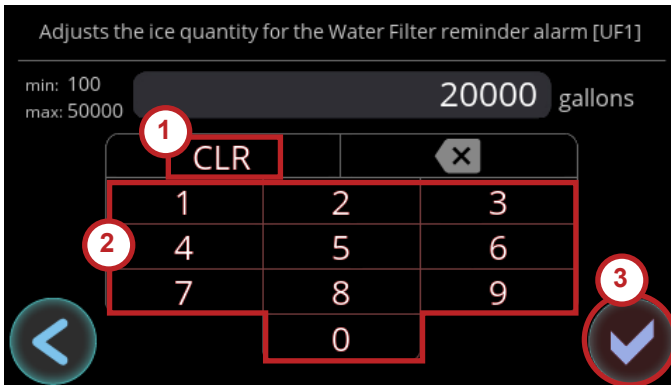 Adjusts the ice quantity for the Water Filter reminder alarm [UF1]
min: 100
max: 50000
20000 gallons
1
CLR
1 2 3
2
4 5 6
3
7 8 9
0